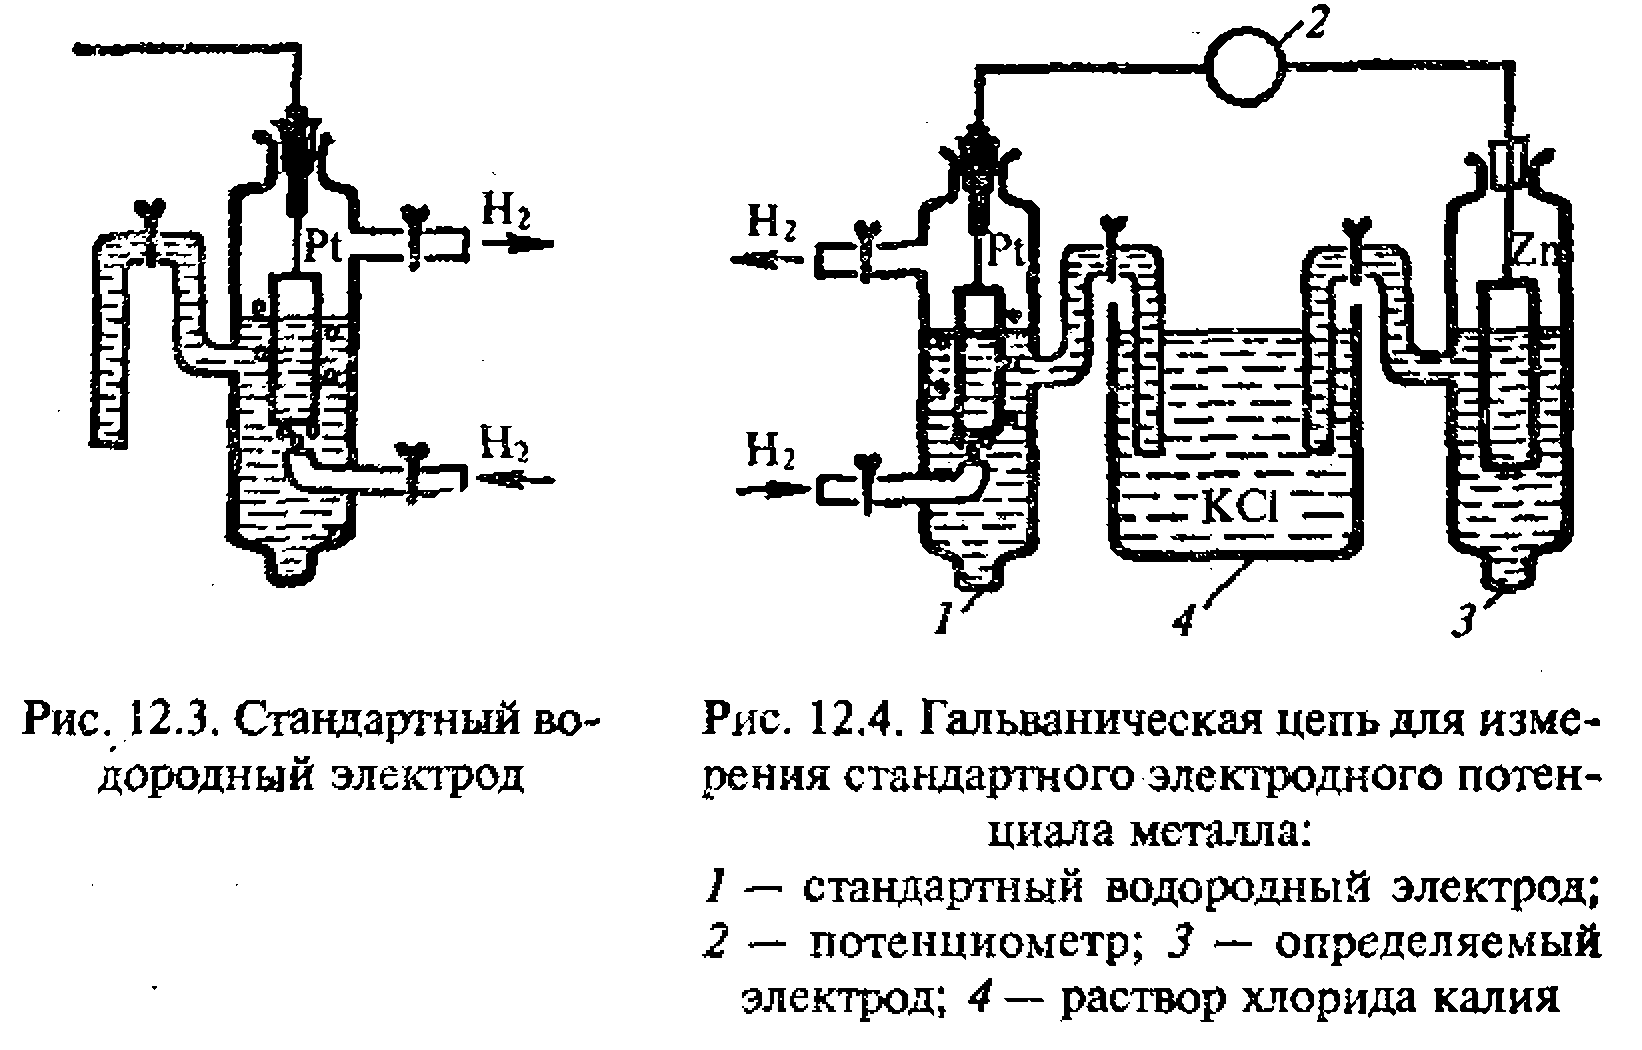 H₂
Pt
H₂
Рис. 12.3. Стандартный во-
дородный электрод
2
H₂
Pt
Zn
H₂
KCl
1
4
3
Рис. 12.4. Гальваническая цепь для изме-
рения стандартного электродного потен-
циала металла:
1 — стандартный водородный электрод;
2 — потенциометр; 3 — определяемый
электрод; 4 — раствор хлорида калия